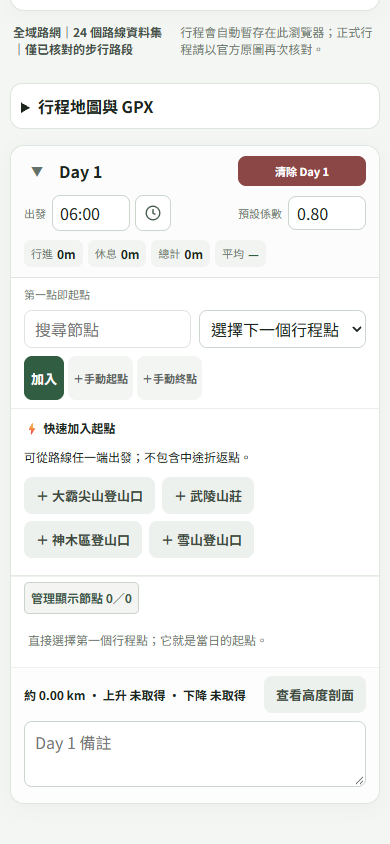 全域路網｜24 個路線資料集
｜僅已核對的步行路段
行程會自動暫存在此瀏覽器；正式行
程請以官方原圖再次核對。
▶ 行程地圖與 GPX
▼ Day 1
清除 Day 1
出發 06:00
預設係數 0.80
行進 0m 休息 0m 總計 0m 平均 —
第一點即起點
搜尋節點
選擇下一個行程點
加入 ＋手動起點 ＋手動終點
快速加入起點
可從路線任一端出發；不包含中途折返點。
＋ 大霸尖山登山口 ＋ 武陵山莊
＋ 神木區登山口 ＋ 雪山登山口
管理顯示節點 0／0
直接選擇第一個行程點；它就是當日的起點。
約 0.00 km · 上升 未取得 · 下降 未取得
查看高度剖面
Day 1 備註